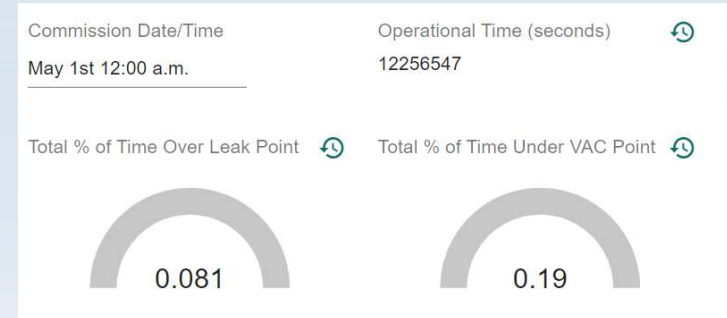 Commission Date/Time
Operational Time (seconds)
May 1st 12:00 a.m.
12256547
Total % of Time Over Leak Point
Total % of Time Under VAC Point
0.081
0.19